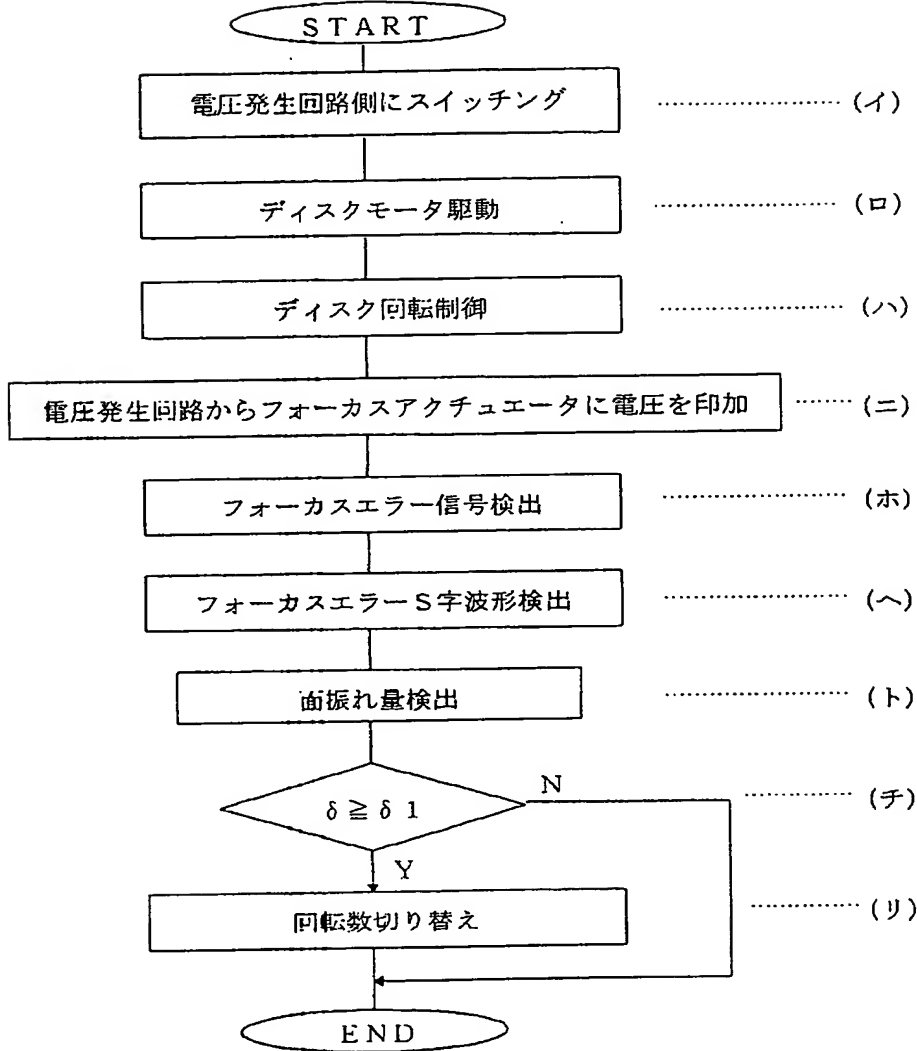 START
電圧発生回路側にスイッチング ………………… (イ)
ディスクモータ駆動 ………………… (ロ)
ディスク回転制御 ………………… (ハ)
電圧発生回路からフォーカスアクチュエータに電圧を印加 …… (ニ)
フォーカスエラー信号検出 ………………… (ホ)
フォーカスエラーS字波形検出 ………………… (ヘ)
面振れ量検出 ………………… (ト)
δ≧δ1 N ………… (チ)
Y
回転数切り替え ………… (リ)
END